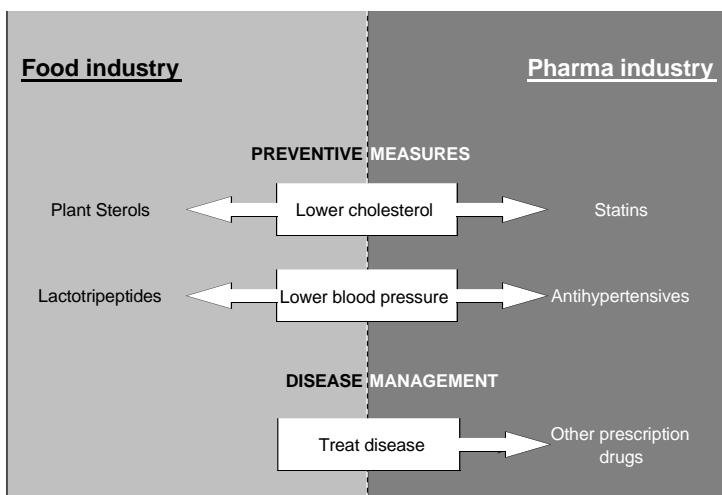 Food industry
Pharma industry
PREVENTIVE MEASURES
Plant Sterols
Lower cholesterol
Statins
Lactotripeptides
Lower blood pressure
Antihypertensives
DISEASE MANAGEMENT
Treat disease
Other prescription
drugs